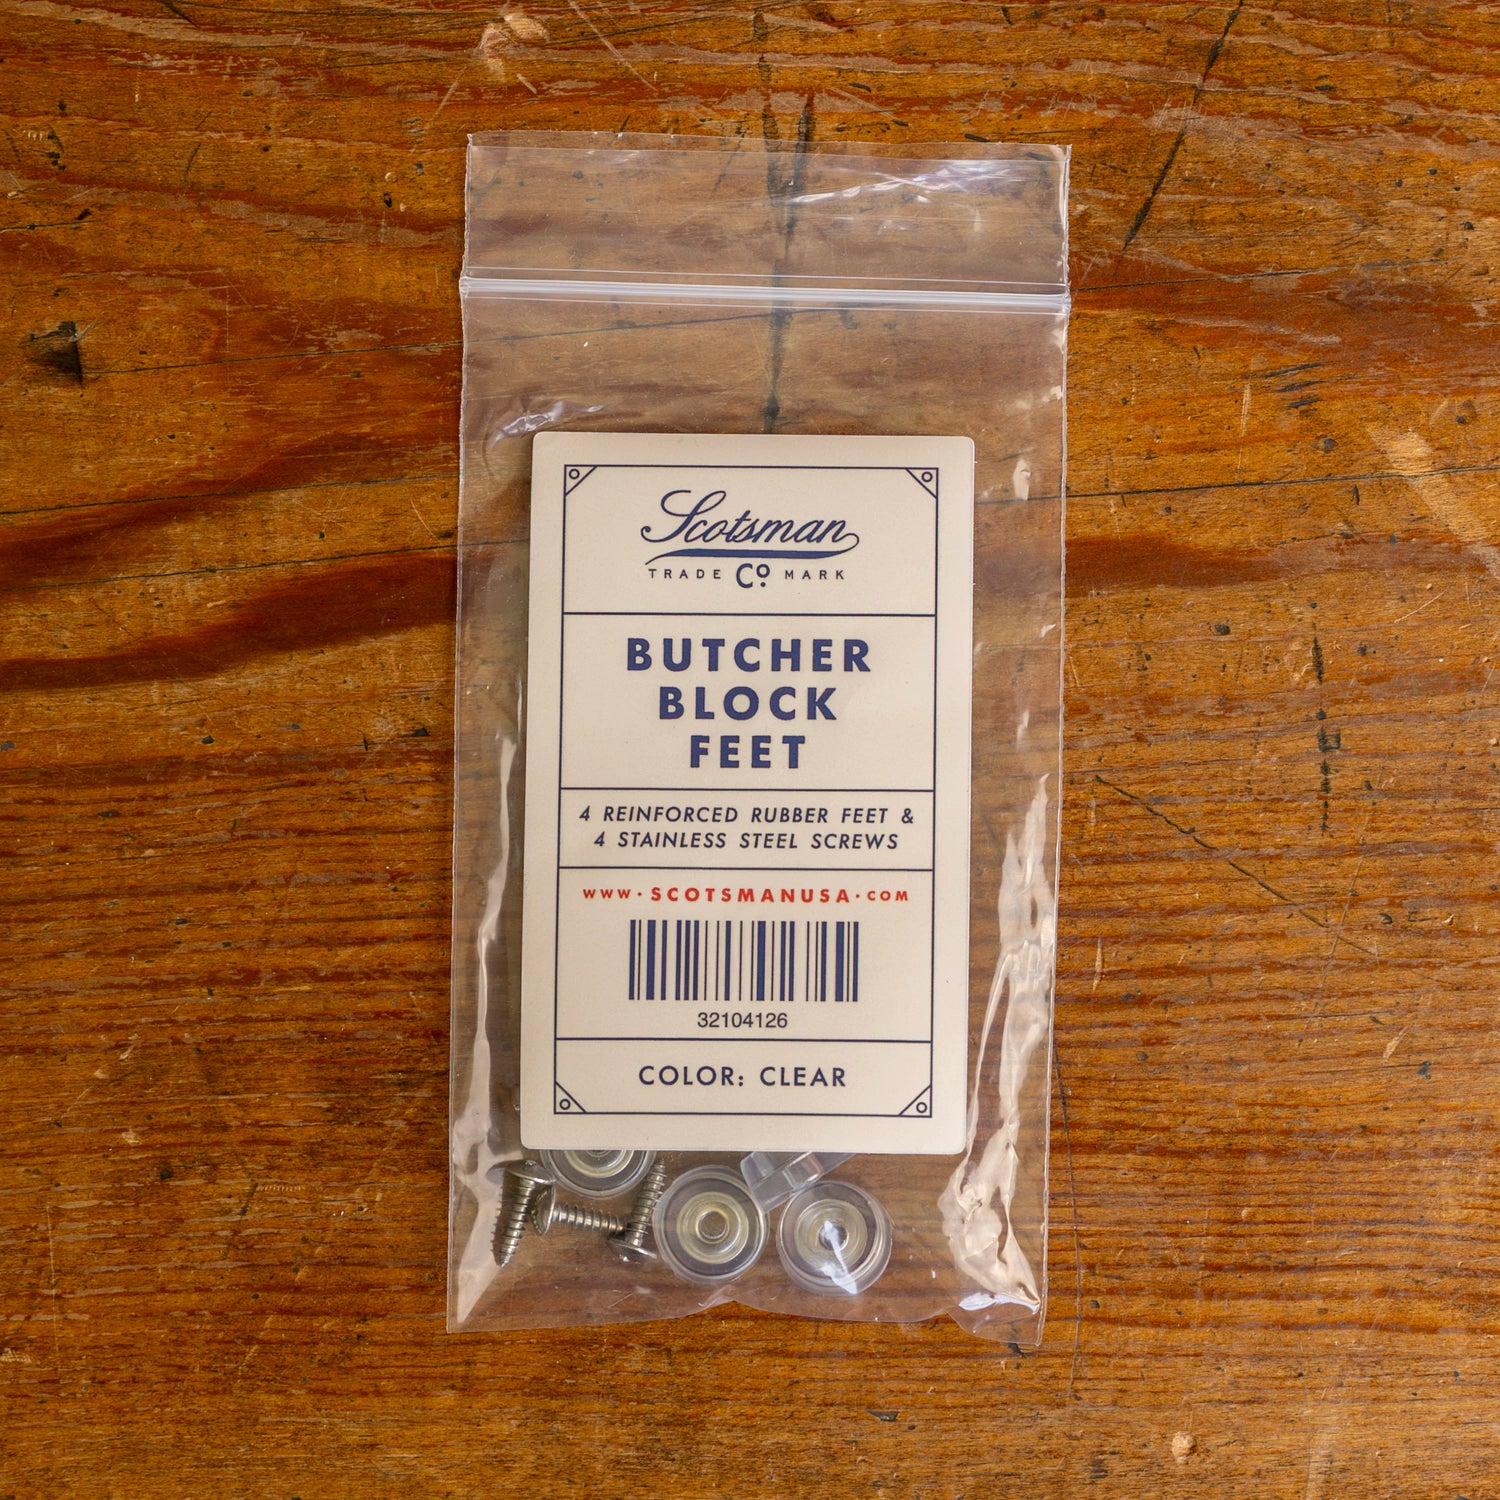 Scotsman
TRADE Co. MARK
BUTCHER
BLOCK
FEET
4 REINFORCED RUBBER FEET &
4 STAINLESS STEEL SCREWS
WWW·SCOTSMANUSA·COM
32104126
COLOR: CLEAR